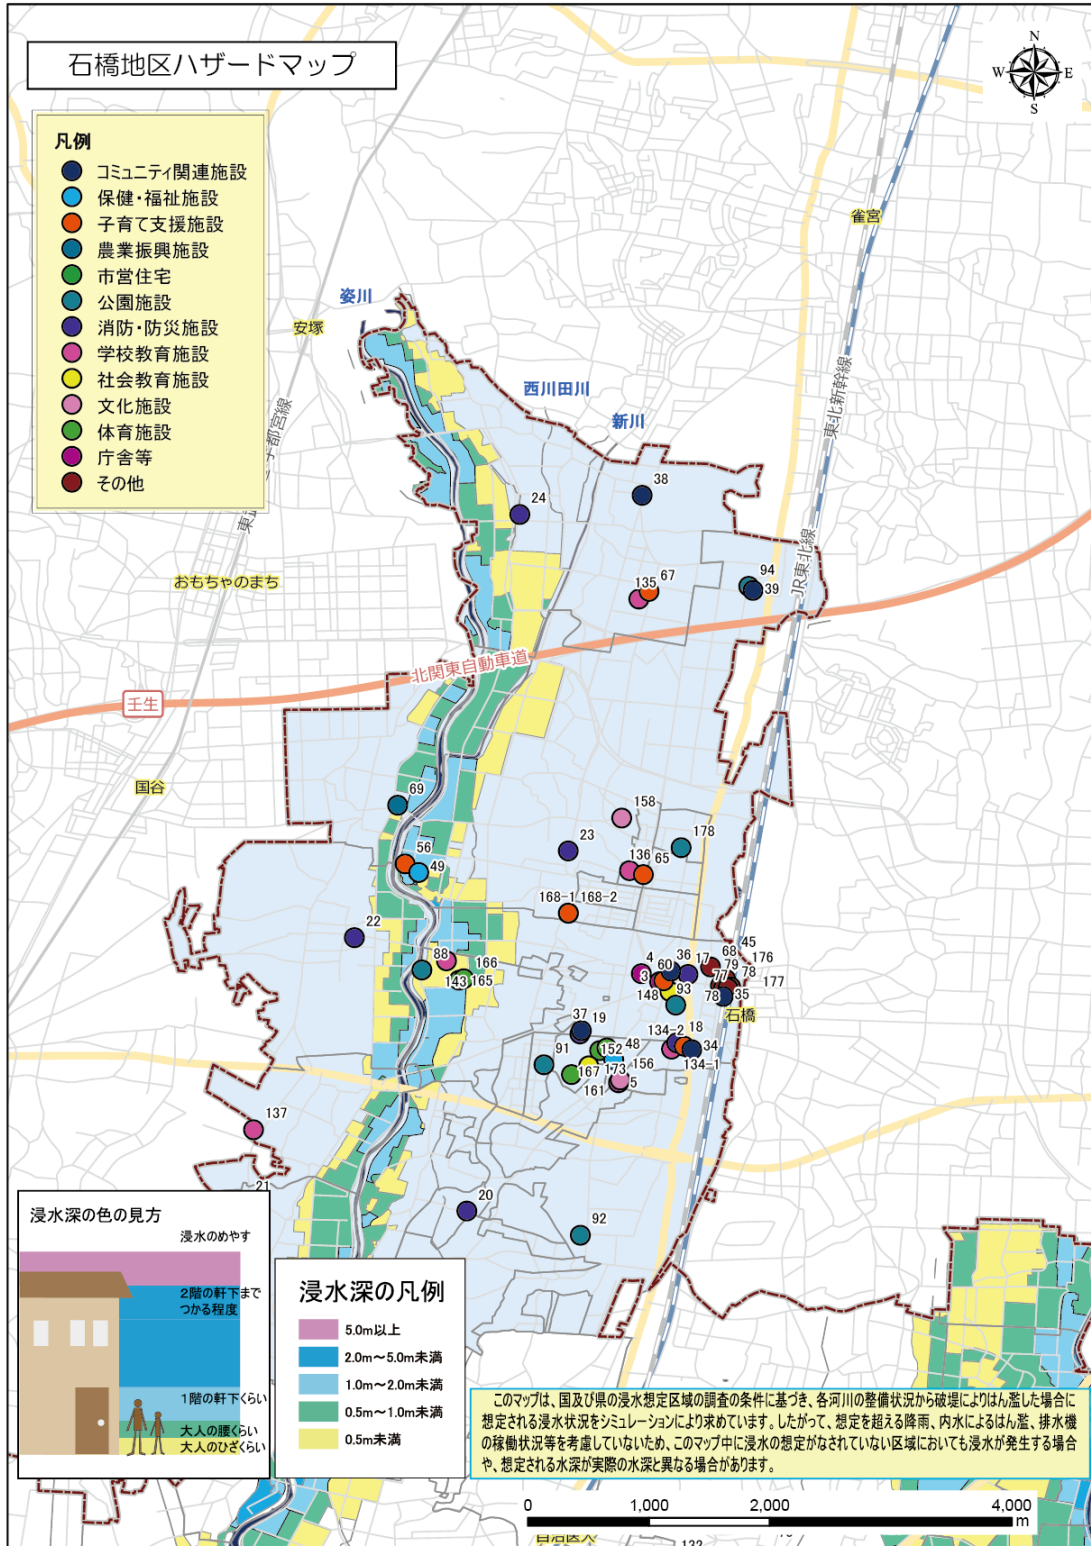 石橋地区ハザードマップ
N
W E
S
凡例
コミュニティ関連施設
保健・福祉施設
子育て支援施設
農業振興施設
市営住宅
公園施設
消防・防災施設
学校教育施設
社会教育施設
文化施設
体育施設
庁舎等
その他
雀宮
姿川
安塚
西川田川
新川
東北新幹線
JR東北線
おもちゃのまち
北関東自動車道
壬生
国谷
石橋
38
24
94
39
67
135
69
158
178
23
136
65
56
49
168-1,168-2
22
88
166
165
143
4
3
60
36
17
68
45
79
176
77
78
177
78
35
148
93
37
19
134-2
18
34
134-1
91
152
48
167
173
156
161
5
137
21
20
92
浸水深の色の見方
浸水のめやす
2階の軒下まで
つかる程度
1階の軒下くらい
大人の腰くらい
大人のひざくらい
浸水深の凡例
5.0m以上
2.0m～5.0m未満
1.0m～2.0m未満
0.5m～1.0m未満
0.5m未満
このマップは、国及び県の浸水想定区域の調査の条件に基づき、各河川の整備状況から破堤によりはん濫した場合に
想定される浸水状況をシミュレーションにより求めています。したがって、想定を超える降雨、内水によるはん濫、排水機
の稼働状況等を考慮していないため、このマップ中に浸水の想定がなされていない区域においても浸水が発生する場合
や、想定される水深が実際の水深と異なる場合があります。
0 1,000 2,000 4,000
m
132